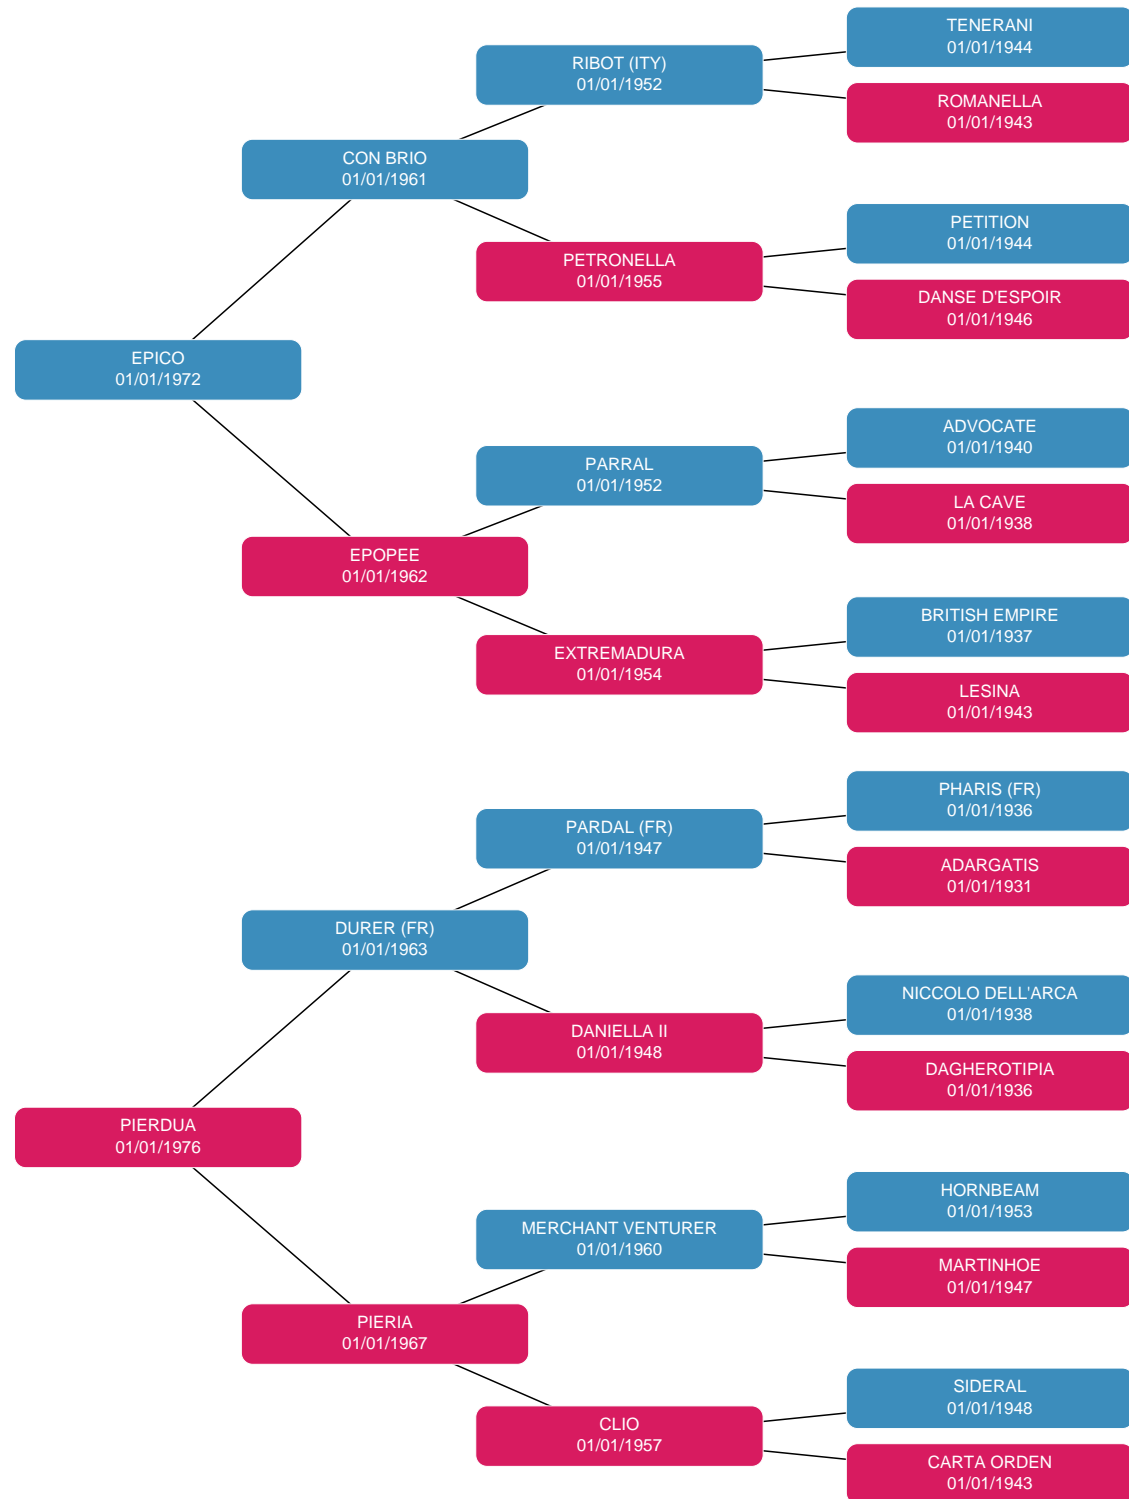 TENERANI
01/01/1944
RIBOT (ITY)
01/01/1952
ROMANELLA
01/01/1943
CON BRIO
01/01/1961
PETITION
01/01/1944
PETRONELLA
01/01/1955
DANSE D'ESPOIR
01/01/1946
EPICO
01/01/1972
ADVOCATE
01/01/1940
PARRAL
01/01/1952
LA CAVE
01/01/1938
EPOPEE
01/01/1962
BRITISH EMPIRE
01/01/1937
EXTREMADURA
01/01/1954
LESINA
01/01/1943
PHARIS (FR)
01/01/1936
PARDAL (FR)
01/01/1947
ADARGATIS
01/01/1931
DURER (FR)
01/01/1963
NICCOLO DELL'ARCA
01/01/1938
DANIELLA II
01/01/1948
DAGHEROTIPIA
01/01/1936
PIERDUA
01/01/1976
HORNBEAM
01/01/1953
MERCHANT VENTURER
01/01/1960
MARTINHOE
01/01/1947
PIERIA
01/01/1967
SIDERAL
01/01/1948
CLIO
01/01/1957
CARTA ORDEN
01/01/1943